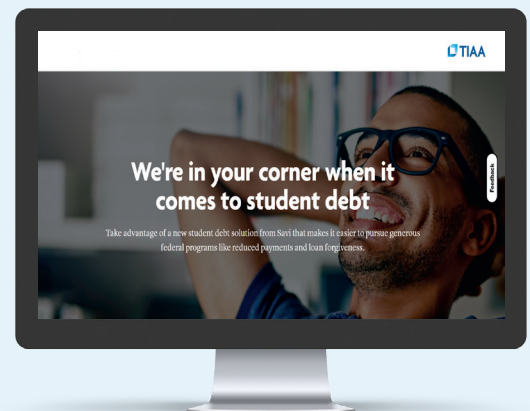 TIAA
We're in your corner when it
comes to student debt
Take advantage of a new student debt solution from Savi that makes it easier to pursue generous
federal programs like reduced payments and loan forgiveness.
Feedback